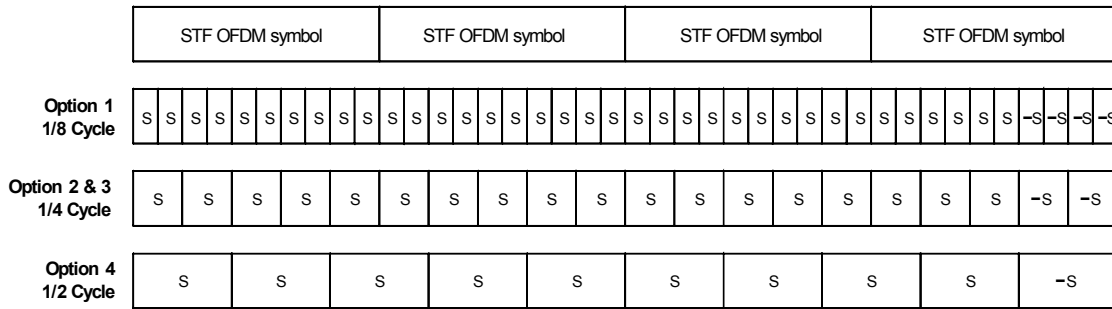 STF OFDM symbol STF OFDM symbol STF OFDM symbol STF OFDM symbol
Option 1
1/8 Cycle
S S S S S S S S S S S S S S S S S S S S S S S S S S S S S S S S S S S S -S -S -S -S
Option 2 & 3
1/4 Cycle
S S S S S S S S S S S S S S S S S S -S -S
Option 4
1/2 Cycle
S S S S S S S S S -S